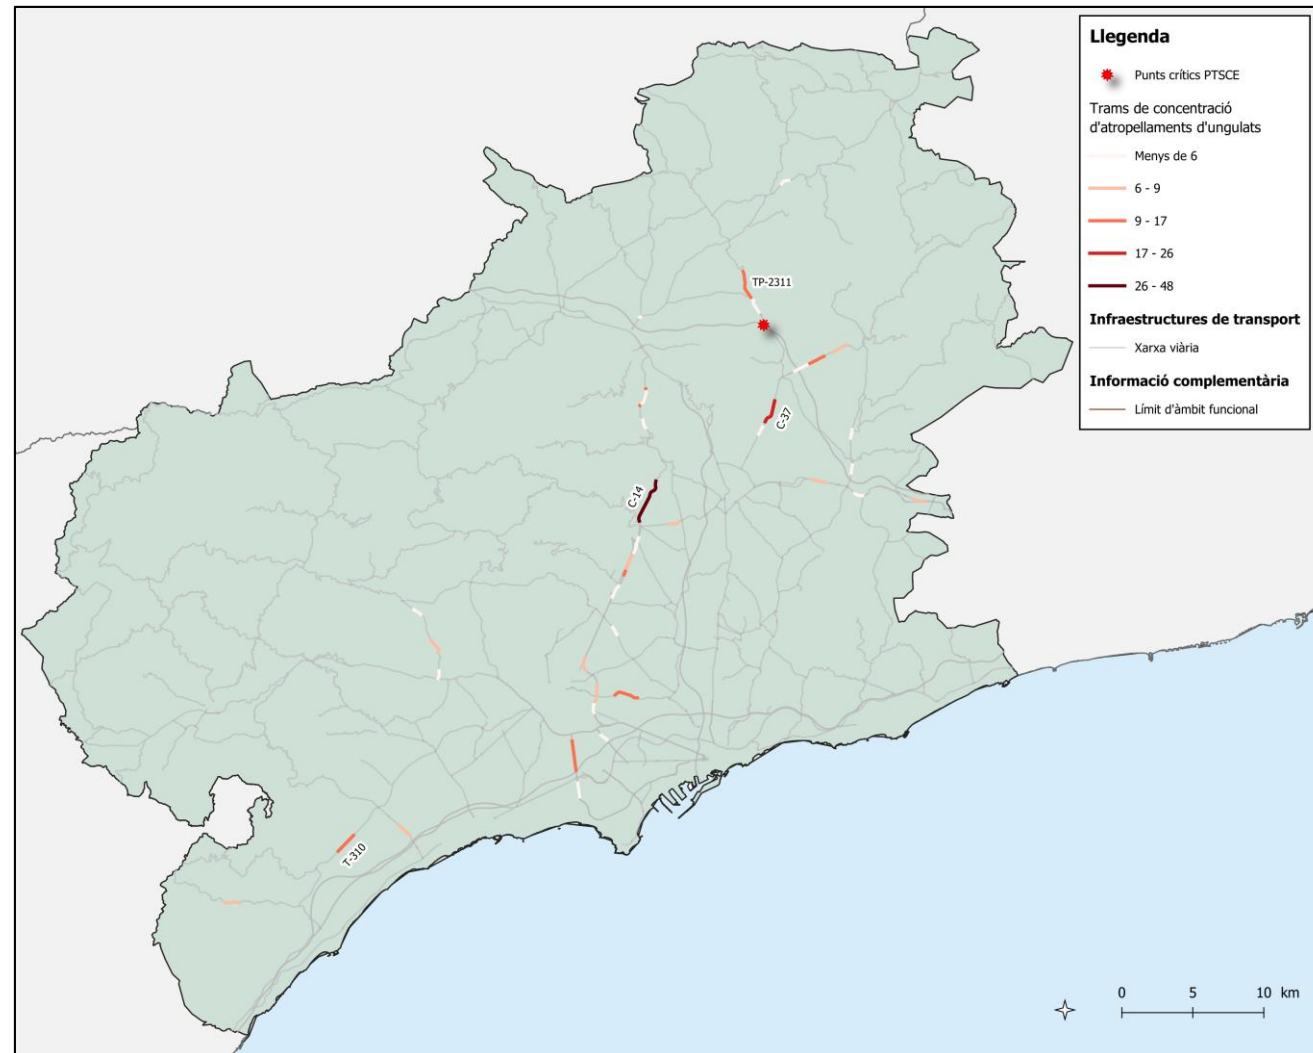 Llegenda
Punts crítics PTSCE
Trams de concentració
d'atropellaments d'ungulats
Menys de 6
6 - 9
9 - 17
17 - 26
26 - 48
Infraestructures de transport
Xarxa viària
Informació complementària
Límit d'àmbit funcional
TP-2311
C-37
C-14
T-310
0 5 10 km